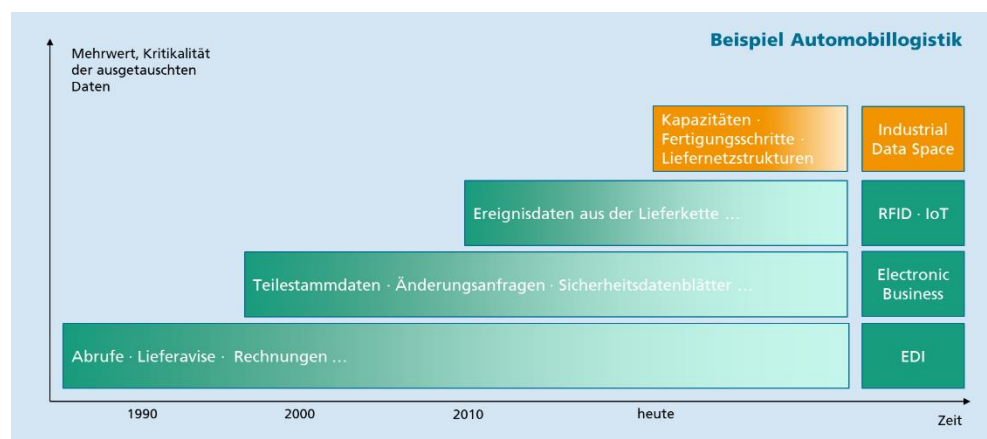 Beispiel Automobillogistik
Mehrwert, Kritikalität
der ausgetauschten
Daten
Kapazitäten ·
Fertigungsschritte ·
Liefernetzstrukturen
Industrial
Data Space
Ereignisdaten aus der Lieferkette …
RFID · IoT
Teilestammdaten · Änderungsanfragen · Sicherheitsdatenblätter …
Electronic
Business
Abrufe · Lieferavise · Rechnungen …
EDI
1990
2000
2010
heute
Zeit